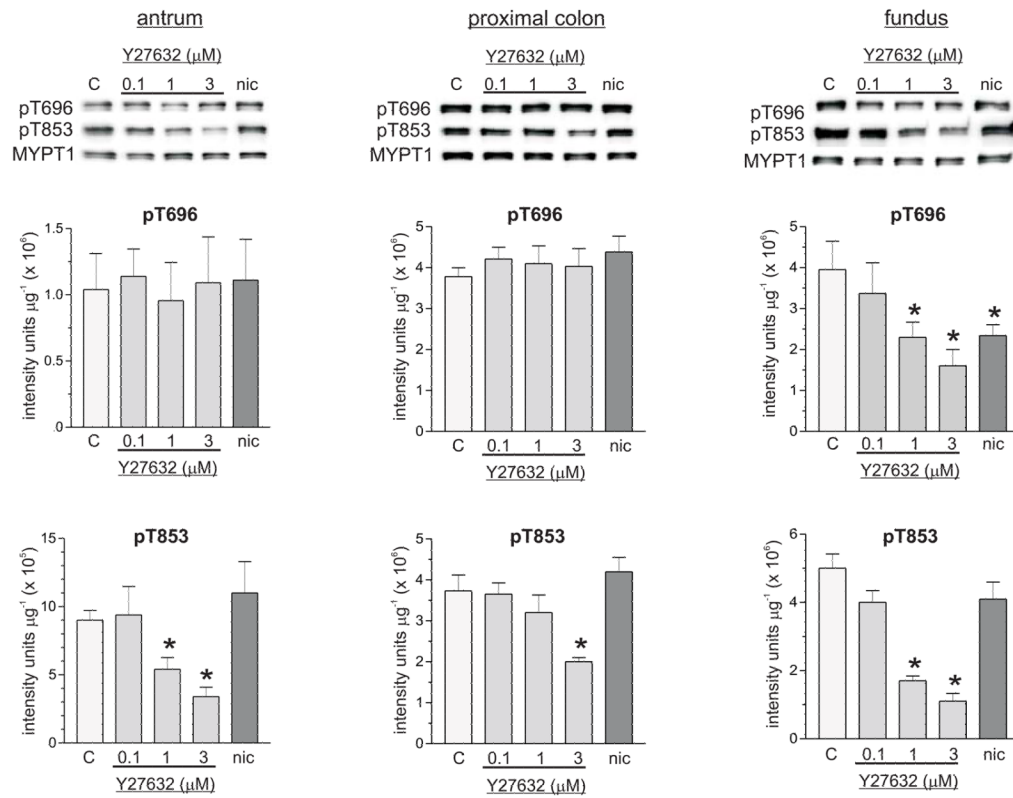 antrum
Y27632 (μM)
C 0.1 1 3 nic
pT696
pT853
MYPT1
pT696
intensity units μg⁻¹ (x 10⁶)
1.5
1.0
0.5
.0
C 0.1 1 3 nic
Y27632 (μM)
pT853
intensity units μg⁻¹ (x 10⁵)
15
10
5
0
C 0.1 1 3 nic
Y27632 (μM)
proximal colon
Y27632 (μM)
C 0.1 1 3 nic
pT696
pT853
MYPT1
pT696
intensity units μg⁻¹ (x 10⁶)
5
4
3
2
1
0
C 0.1 1 3 nic
Y27632 (μM)
pT853
intensity units μg⁻¹ (x 10⁶)
5
4
3
2
1
0
*
C 0.1 1 3 nic
Y27632 (μM)
fundus
Y27632 (μM)
C 0.1 1 3 nic
pT696
pT853
MYPT1
pT696
intensity units μg⁻¹ (x 10⁶)
5
4
3
2
1
0
* * *
C 0.1 1 3 nic
Y27632 (μM)
pT853
intensity units μg⁻¹ (x 10⁶)
6
4
2
0
* *
C 0.1 1 3 nic
Y27632 (μM)